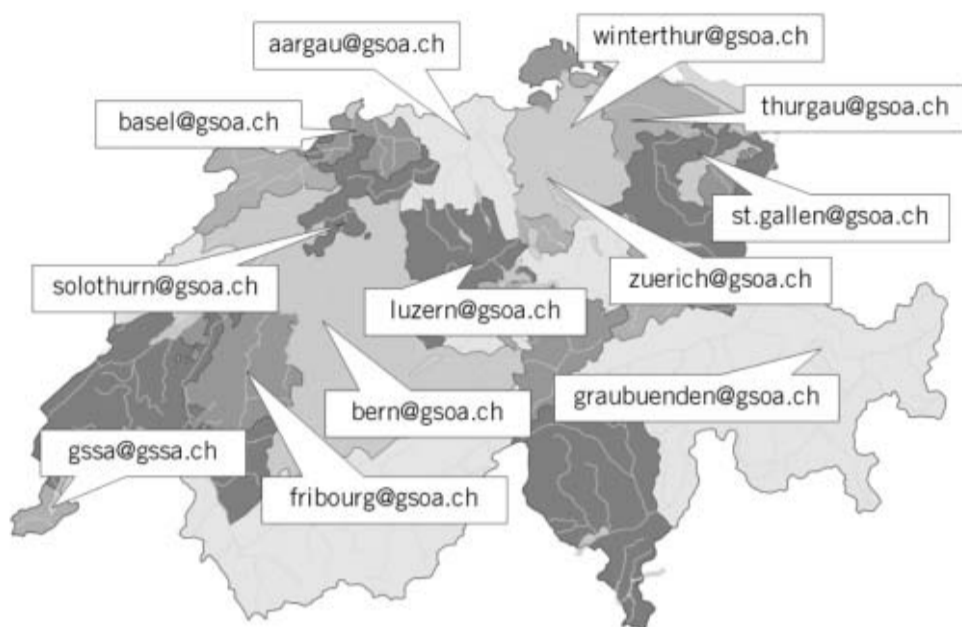 aargau@gsoa.ch
winterthur@gsoa.ch
basel@gsoa.ch
thurgau@gsoa.ch
st.gallen@gsoa.ch
solothurn@gsoa.ch
luzern@gsoa.ch
zuerich@gsoa.ch
bern@gsoa.ch
graubuenden@gsoa.ch
gssa@gssa.ch
fribourg@gsoa.ch